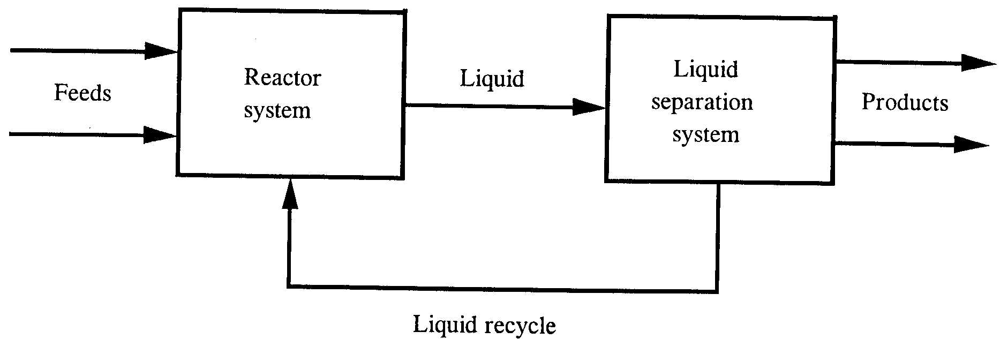 Feeds
Reactor
system
Liquid
Liquid
separation
system
Products
Liquid recycle